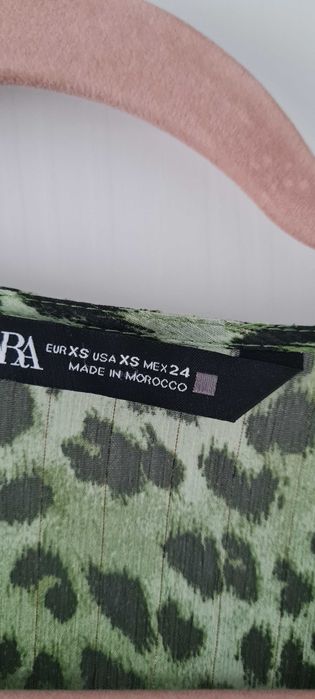 RA
EUR XS USA XS MEX 24
MADE IN MOROCCO